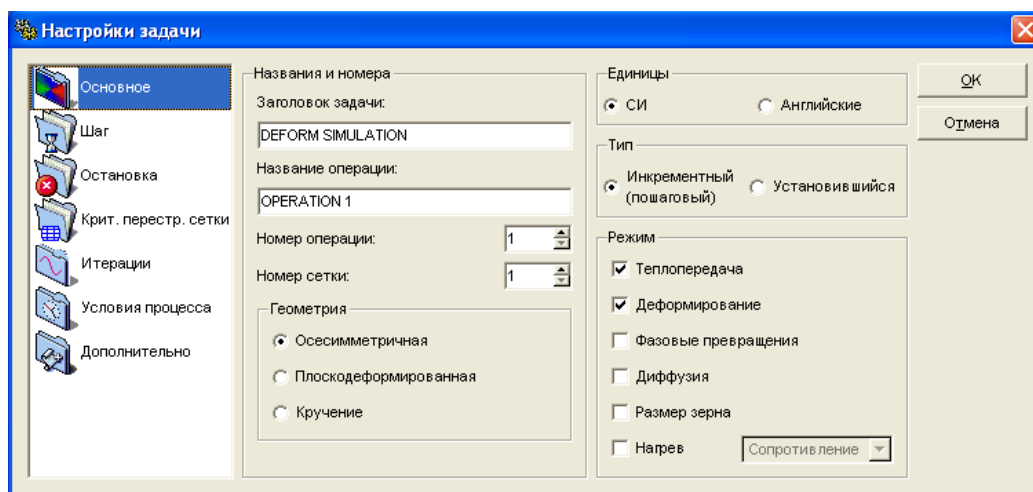 Настройки задачи
Основное
Шаг
Остановка
Крит. перестр. сетки
Итерации
Условия процесса
Дополнительно
Названия и номера
Заголовок задачи:
DEFORM SIMULATION
Название операции:
OPERATION 1
Номер операции: 1
Номер сетки: 1
Геометрия
Осесимметричная
Плоскодеформированная
Кручение
Единицы
СИ Английские
Тип
Инкрементный
(пошаговый)
Установившийся
Режим
Теплопередача
Деформирование
Фазовые превращения
Диффузия
Размер зерна
Нагрев Сопротивление
OK
Отмена